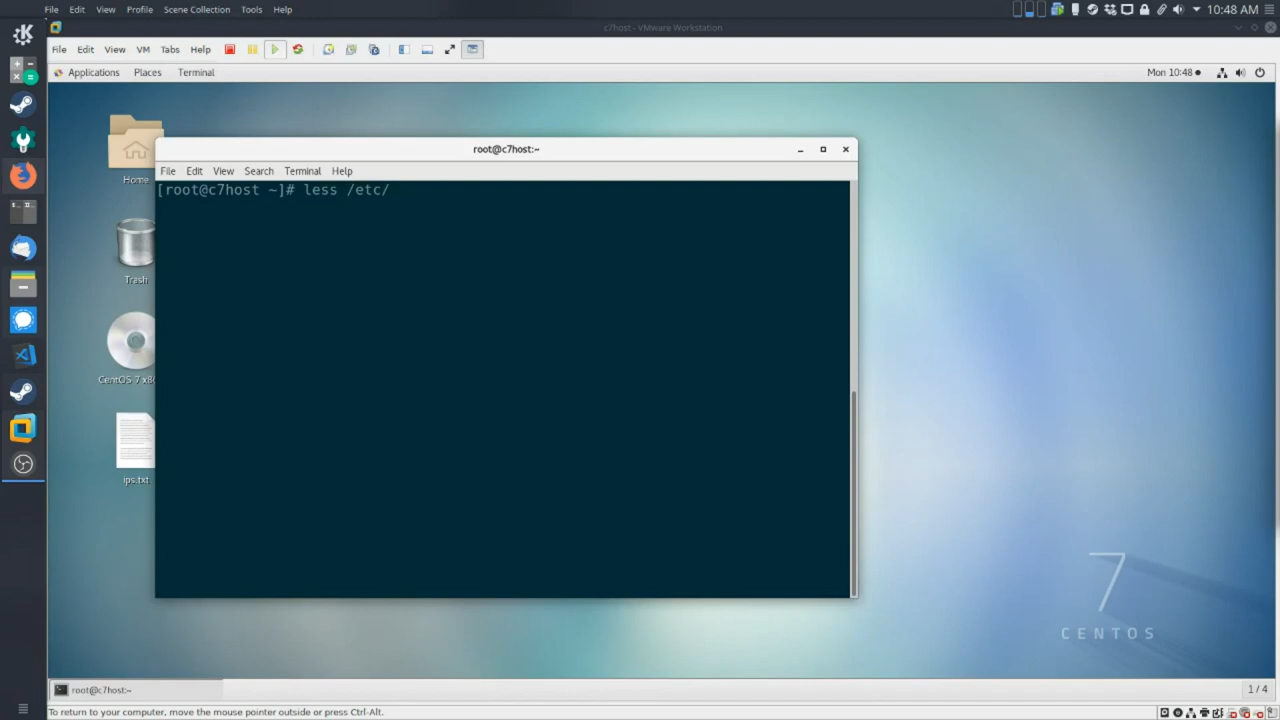 File Edit View Profile Scene Collection Tools Help
10:48 AM
c7host - VMware Workstation
File Edit View VM Tabs Help
Applications Places Terminal
Mon 10:48
root@c7host:~
File Edit View Search Terminal Help
[root@c7host ~]# less /etc/
Home
Trash
CentOS 7 x8
ips.txt
7
CENTOS
root@c7host:~
1 / 4
To return to your computer, move the mouse pointer outside or press Ctrl-Alt.